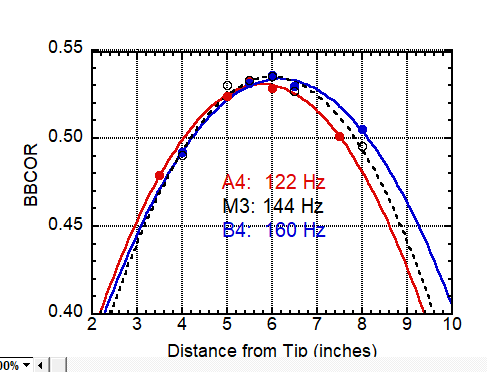 0.55
0.50
0.45
0.40
BBCOR
A4: 122 Hz
M3: 144 Hz
B4: 160 Hz
2 3 4 5 6 7 8 9 10
Distance from Tip (inches)
00%